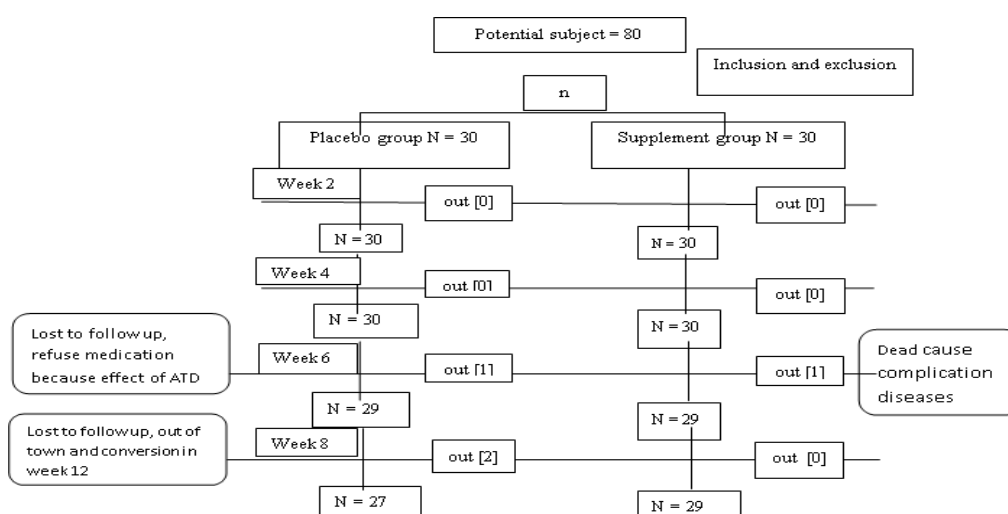 Potential subject = 80
Inclusion and exclusion
n
Placebo group N = 30
Supplement group N = 30
Week 2
out [0]
out [0]
N = 30
N = 30
Week 4
out [0]
out [0]
N = 30
N = 30
Lost to follow up,
refuse medication
because effect of ATD
Week 6
out [1]
out [1]
Dead cause
complication
diseases
N = 29
N = 29
Lost to follow up, out of
town and conversion in
week 12
Week 8
out [2]
out [0]
N = 27
N = 29